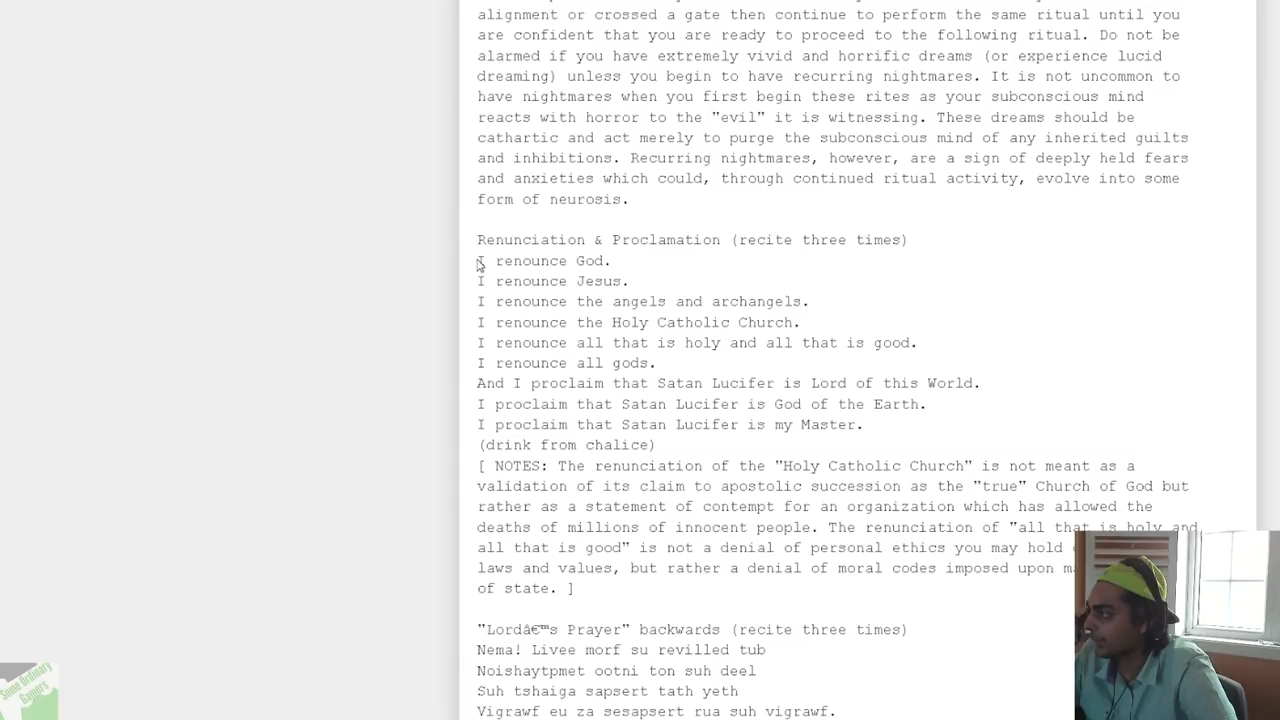 alignment or crossed a gate then continue to perform the same ritual until you
are confident that you are ready to proceed to the following ritual. Do not be
alarmed if you have extremely vivid and horrific dreams (or experience lucid
dreaming) unless you begin to have recurring nightmares. It is not uncommon to
have nightmares when you first begin these rites as your subconscious mind
reacts with horror to the "evil" it is witnessing. These dreams should be
cathartic and act merely to purge the subconscious mind of any inherited guilts
and inhibitions. Recurring nightmares, however, are a sign of deeply held fears
and anxieties which could, through continued ritual activity, evolve into some
form of neurosis.
Renunciation & Proclamation (recite three times)
I renounce God.
I renounce Jesus.
I renounce the angels and archangels.
I renounce the Holy Catholic Church.
I renounce all that is holy and all that is good.
I renounce all gods.
And I proclaim that Satan Lucifer is Lord of this World.
I proclaim that Satan Lucifer is God of the Earth.
I proclaim that Satan Lucifer is my Master.
(drink from chalice)
[ NOTES: The renunciation of the "Holy Catholic Church" is not meant as a
validation of its claim to apostolic succession as the "true" Church of God but
rather as a statement of contempt for an organization which has allowed the
deaths of millions of innocent people. The renunciation of "all that is holy and
all that is good" is not a denial of personal ethics you may hold
laws and values, but rather a denial of moral codes imposed upon
of state. ]
"Lordâ€™s Prayer" backwards (recite three times)
Nema! Livee morf su revilled tub
Noishaytpmet ootni ton suh deel
Suh tshaiga sapsert tath yeth
Vigrawf eu za sesapsert rua suh vigrawf.
Some Ordinary
Gamers